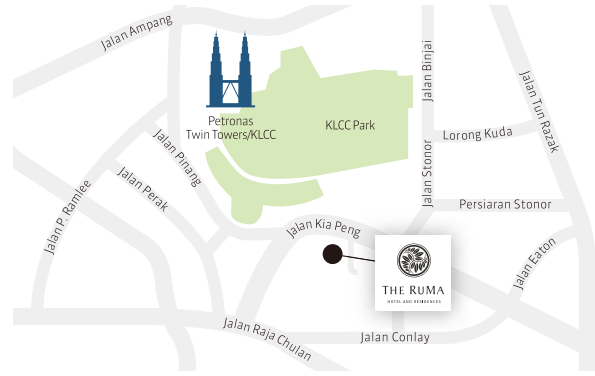 Jalan Ampang
Jalan Binjai
Jalan Tun Razak
Petronas
Twin Towers/KLCC
KLCC Park
Lorong Kuda
Jalan Pinang
Jalan Perak
Jalan P. Ramlee
Jalan Stonor
Persiaran Stonor
Jalan Kia Peng
Jalan Eaton
THE RUMA
HOTEL AND RESIDENCES
Jalan Raja Chulan
Jalan Conlay